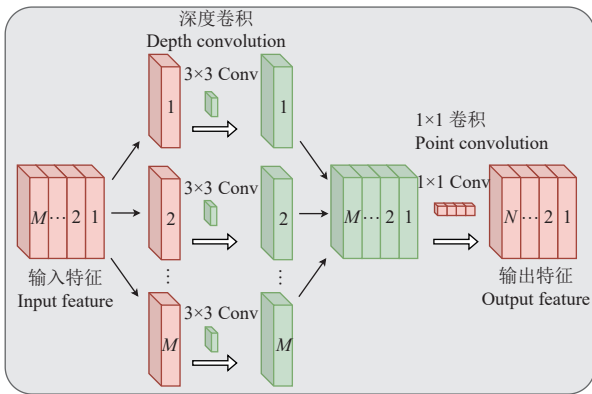 深度卷积
Depth convolution
3×3 Conv
1
1
1×1 卷积
Point convolution
3×3 Conv
1×1 Conv
M ··· 2 1
2
2
M ··· 2 1
N ··· 2 1
输入特征
Input feature
⋮
⋮
输出特征
Output feature
3×3 Conv
M
M